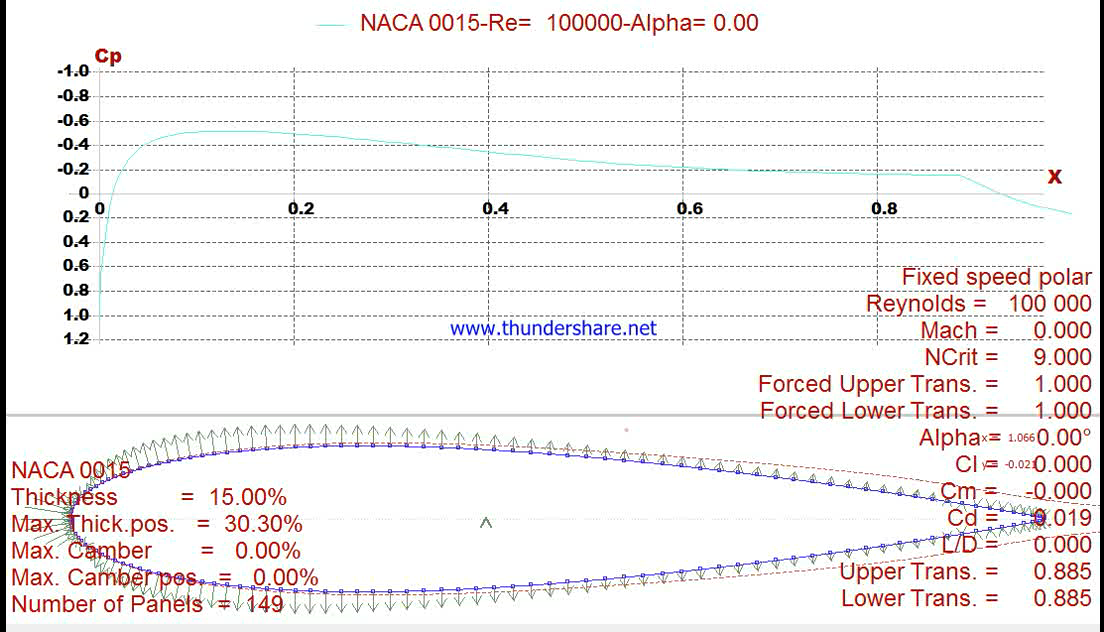 NACA 0015-Re= 100000-Alpha= 0.00
Cp
-1.0
-0.8
-0.6
-0.4
-0.2
0
X
0 0.2 0.4 0.6 0.8
0.2
0.4
0.6
0.8
1.0
1.2
www.thundershare.net
Fixed speed polar
Reynolds = 100 000
Mach = 0.000
NCrit = 9.000
Forced Upper Trans. = 1.000
Forced Lower Trans. = 1.000
Alpha = 0.00°
x = 1.066
Cl = 0.000
y = -0.021
Cm = -0.000
Cd = 0.019
L/D = 0.000
Upper Trans. = 0.885
Lower Trans. = 0.885
NACA 0015
Thickness = 15.00%
Max. Thick.pos. = 30.30%
Max. Camber = 0.00%
Max. Camber pos. = 0.00%
Number of Panels = 149